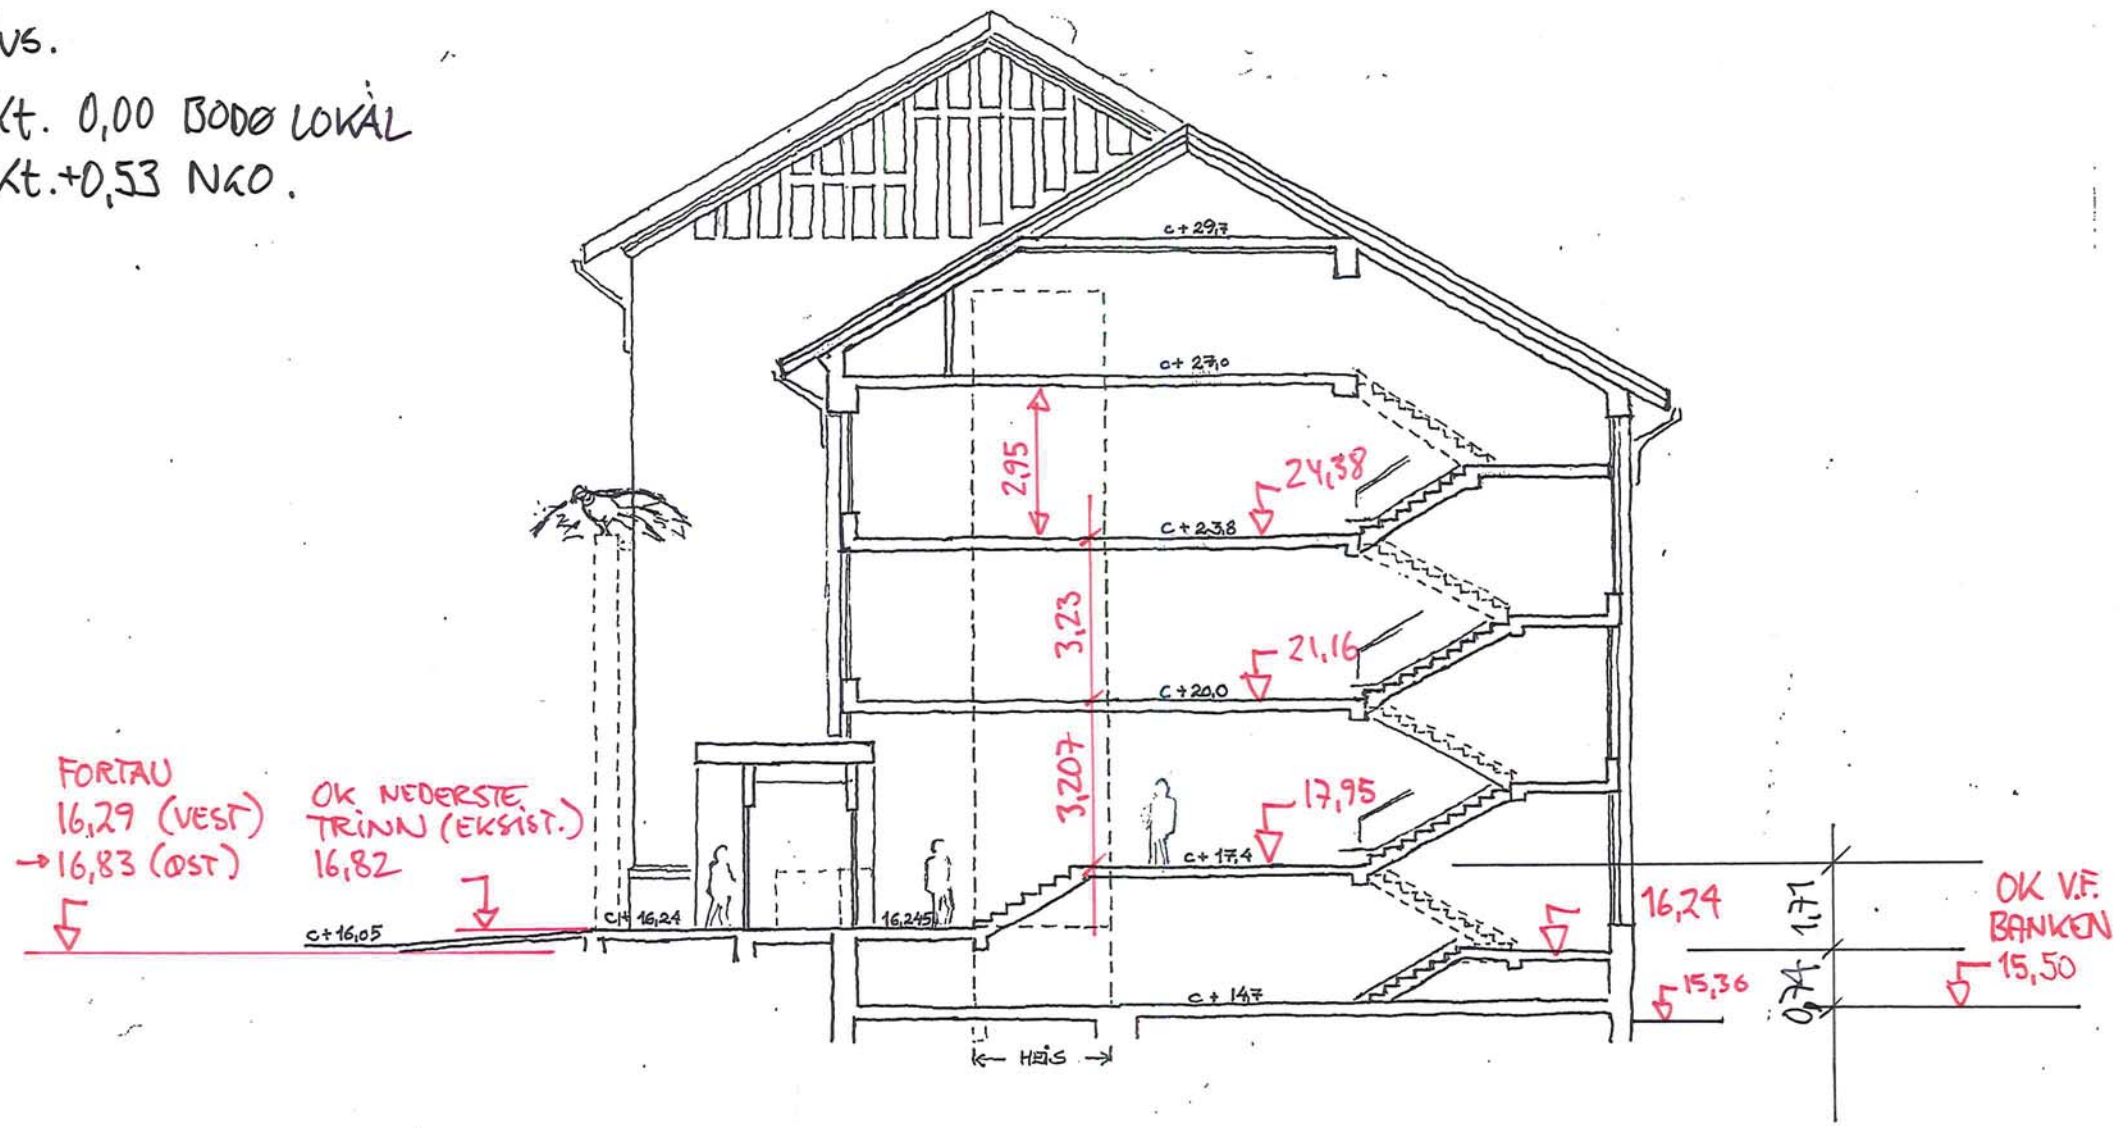 VS.
kt. 0,00 BODØ LOKAL
kt.+0,53 NGO.
c+29,7
c+27,0
2,95
24,38
c+23,8
3,23
21,16
c+20,0
3,207
17,95
c+17,4
FORTAU
16,29 (VEST)
→16,83 (ØST)
OK NEDERSTE
TRINN (EKSIST.)
16,82
c+16,05
c+16,24
16,245
16,24
1,71
OK V.F.
BANKEN
15,50
15,36
0,74
c+14,7
HEIS